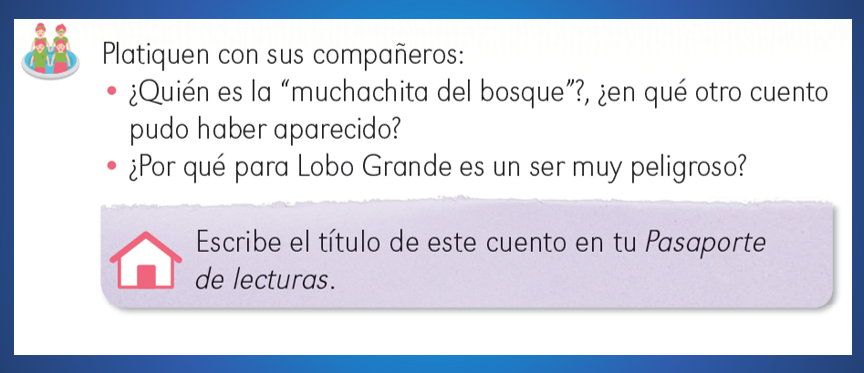 Platiquen con sus compañeros:
• ¿Quién es la “muchachita del bosque”?, ¿en qué otro cuento
pudo haber aparecido?
• ¿Por qué para Lobo Grande es un ser muy peligroso?
Escribe el título de este cuento en tu Pasaporte
de lecturas.